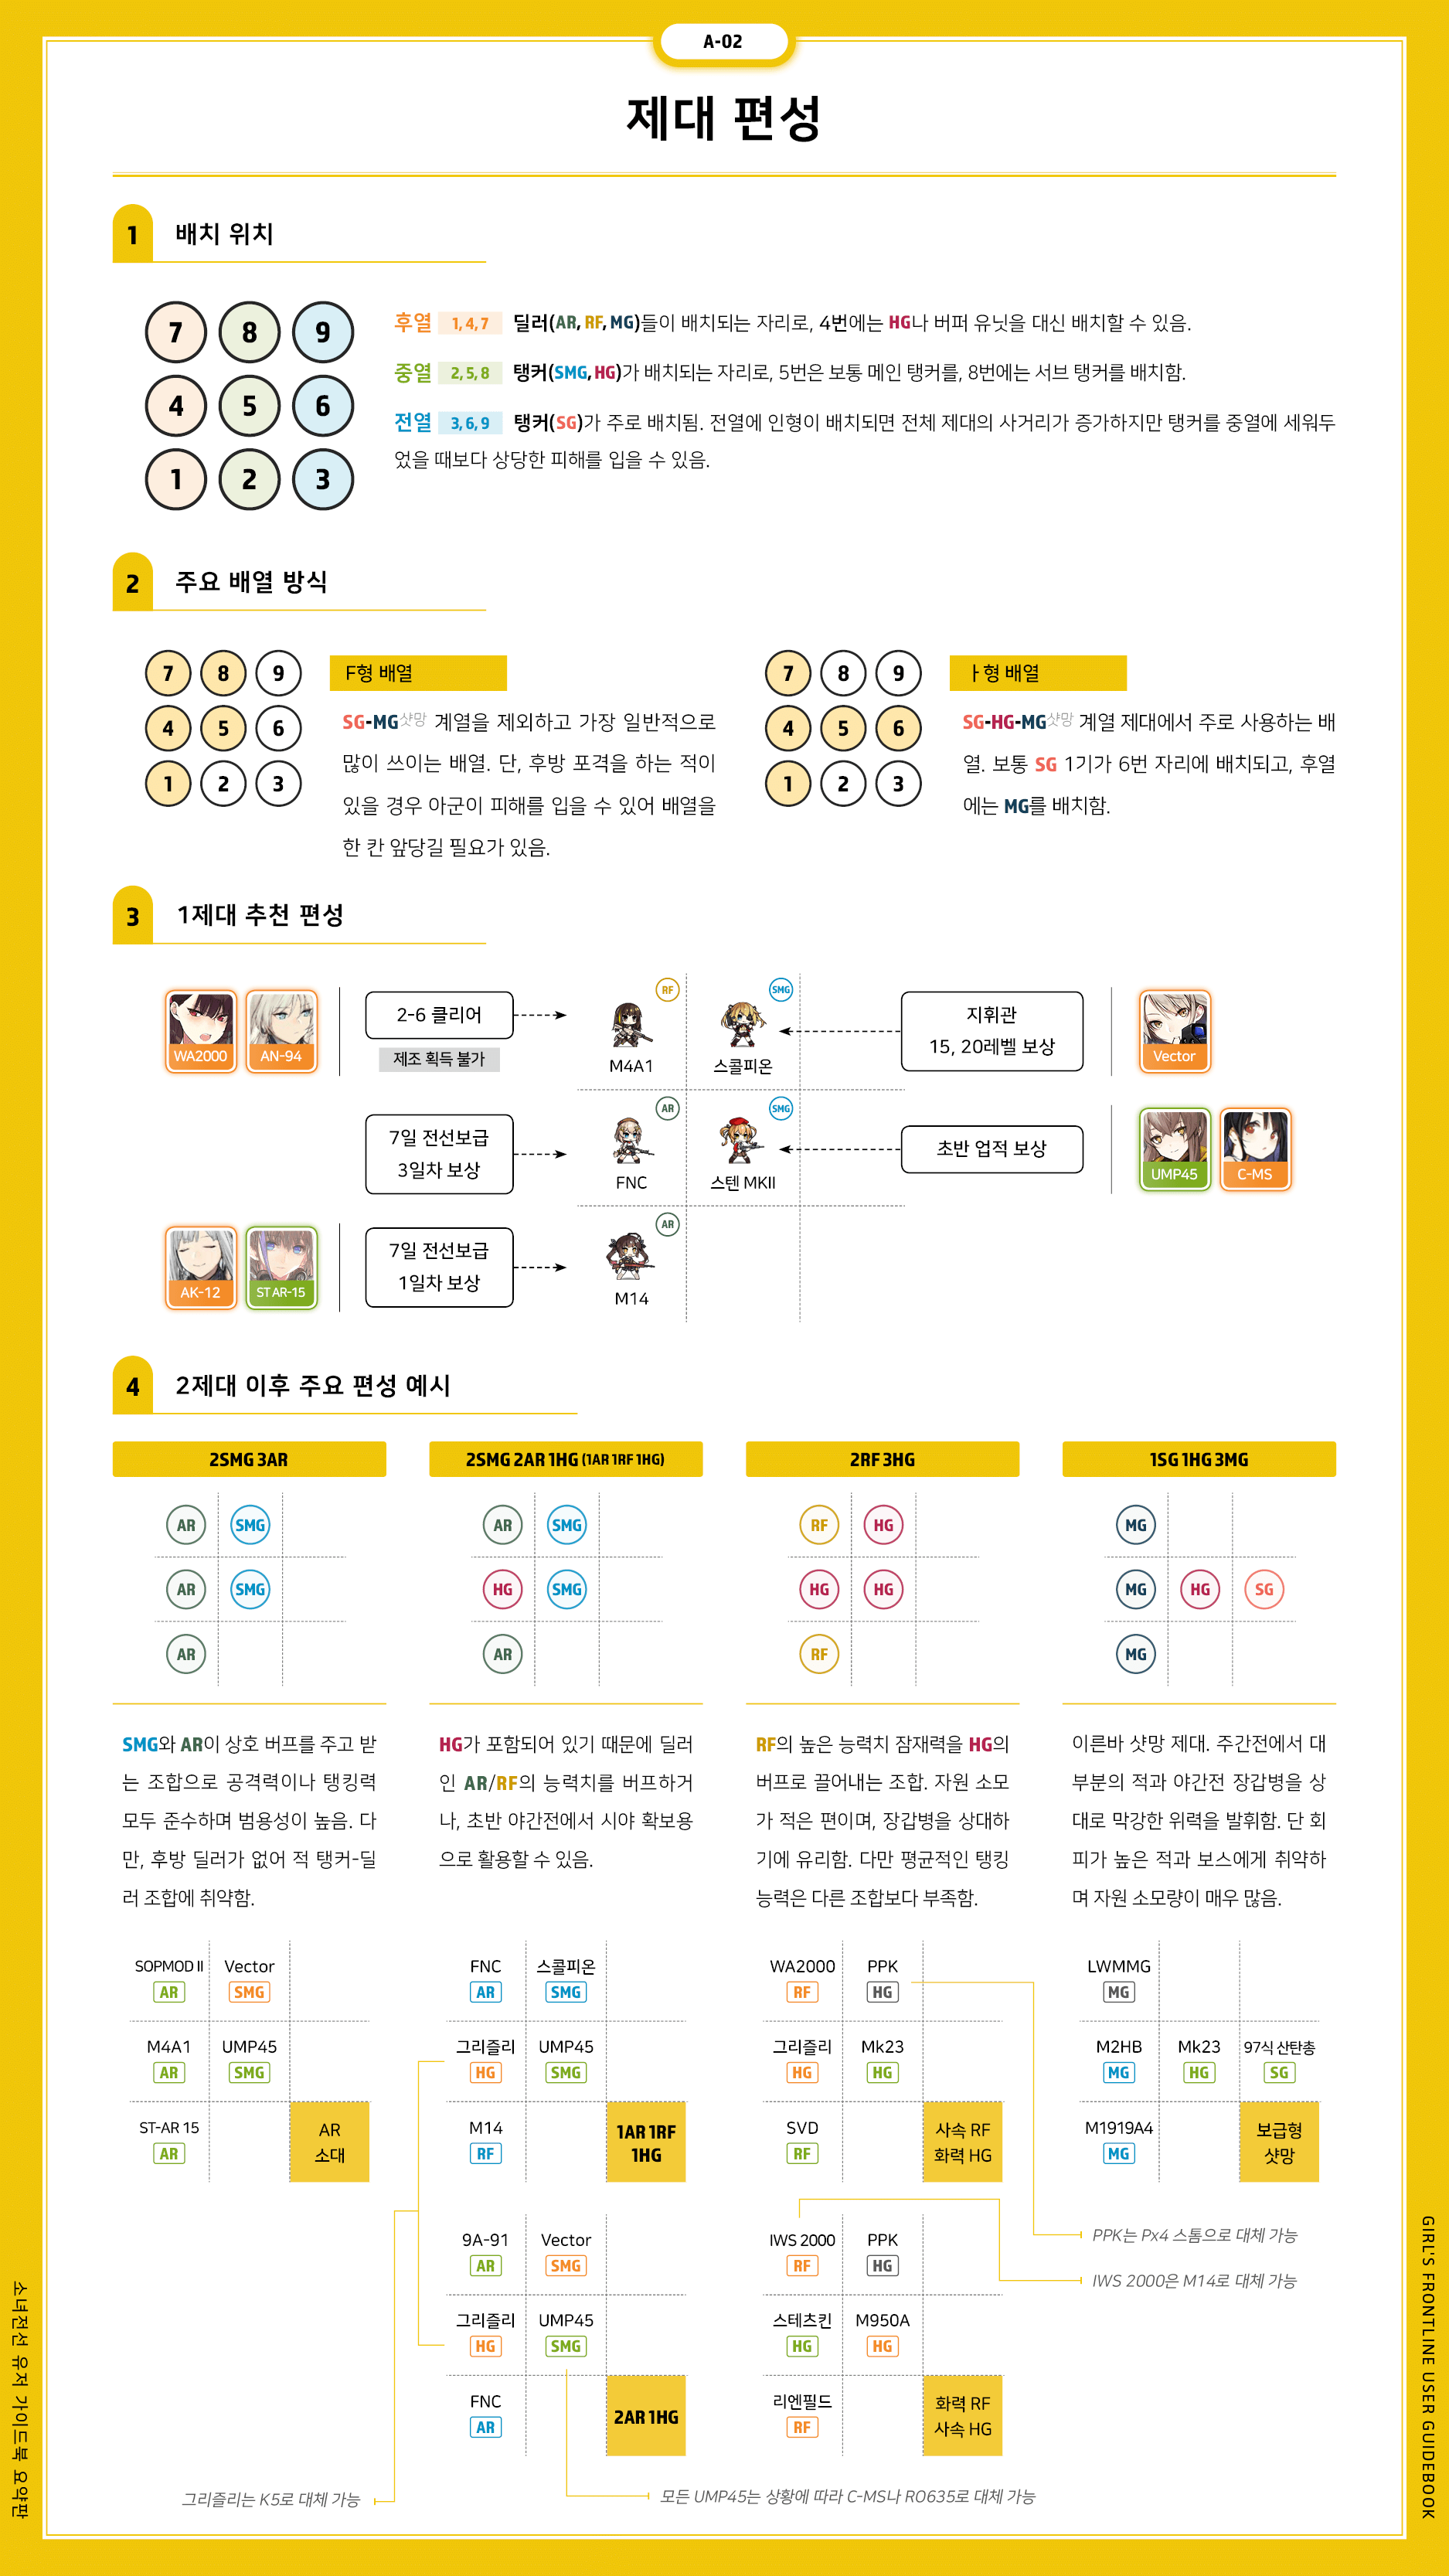 A-02
제대 편성
1 배치 위치
7 8 9
4 5 6
1 2 3
후열 1, 4, 7 딜러(AR, RF, MG)들이 배치되는 자리로, 4번에는 HG나 버퍼 유닛을 대신 배치할 수 있음.
중열 2, 5, 8 탱커(SMG, HG)가 배치되는 자리로, 5번은 보통 메인 탱커를, 8번에는 서브 탱커를 배치함.
전열 3, 6, 9 탱커(SG)가 주로 배치됨. 전열에 인형이 배치되면 전체 제대의 사거리가 증가하지만 탱커를 중열에 세워두
었을 때보다 상당한 피해를 입을 수 있음.
2 주요 배열 방식
7 8 9
4 5 6
1 2 3
F형 배열
SG-MG샷망 계열을 제외하고 가장 일반적으로
많이 쓰이는 배열. 단, 후방 포격을 하는 적이
있을 경우 아군이 피해를 입을 수 있어 배열을
한 칸 앞당길 필요가 있음.
7 8 9
4 5 6
1 2 3
ㅏ형 배열
SG-HG-MG샷망 계열 제대에서 주로 사용하는 배
열. 보통 SG 1기가 6번 자리에 배치되고, 후열
에는 MG를 배치함.
3 1제대 추천 편성
WA2000 AN-94
2-6 클리어
제조 획득 불가
RF
M4A1
SMG
스콜피온
지휘관
15, 20레벨 보상
Vector
7일 전선보급
3일차 보상
AR
FNC
SMG
스텐 MKII
초반 업적 보상
UMP45 C-MS
AK-12 ST AR-15
7일 전선보급
1일차 보상
AR
M14
4 2제대 이후 주요 편성 예시
2SMG 3AR
AR SMG
AR SMG
AR
SMG와 AR이 상호 버프를 주고 받
는 조합으로 공격력이나 탱킹력
모두 준수하며 범용성이 높음. 다
만, 후방 딜러가 없어 적 탱커-딜
러 조합에 취약함.
2SMG 2AR 1HG (1AR 1RF 1HG)
AR SMG
HG SMG
AR
HG가 포함되어 있기 때문에 딜러
인 AR/RF의 능력치를 버프하거
나, 초반 야간전에서 시야 확보용
으로 활용할 수 있음.
2RF 3HG
RF HG
HG HG
RF
RF의 높은 능력치 잠재력을 HG의
버프로 끌어내는 조합. 자원 소모
가 적은 편이며, 장갑병을 상대하
기에 유리함. 다만 평균적인 탱킹
능력은 다른 조합보다 부족함.
1SG 1HG 3MG
MG
MG HG SG
MG
이른바 샷망 제대. 주간전에서 대
부분의 적과 야간전 장갑병을 상
대로 막강한 위력을 발휘함. 단 회
피가 높은 적과 보스에게 취약하
며 자원 소모량이 매우 많음.
SOPMOD II Vector
AR SMG
M4A1 UMP45
AR SMG
ST-AR 15
AR
AR
소대
FNC 스콜피온
AR SMG
그리즐리 UMP45
HG SMG
M14
RF
1AR 1RF
1HG
WA2000 PPK
RF HG
그리즐리 Mk23
HG HG
SVD
RF
사속 RF
화력 HG
LWMMG
MG
M2HB Mk23 97식 산탄총
MG HG SG
M1919A4
MG
보급형
샷망
9A-91 Vector
AR SMG
그리즐리 UMP45
HG SMG
FNC
AR
2AR 1HG
IWS 2000 PPK
RF HG
스테츠킨 M950A
HG HG
리엔필드
RF
화력 RF
사속 HG
PPK는 Px4 스톰으로 대체 가능
IWS 2000은 M14로 대체 가능
그리즐리는 K5로 대체 가능
모든 UMP45는 상황에 따라 C-MS나 RO635로 대체 가능
소녀전선 유저 가이드북 요약판
GIRL'S FRONTLINE USER GUIDEBOOK